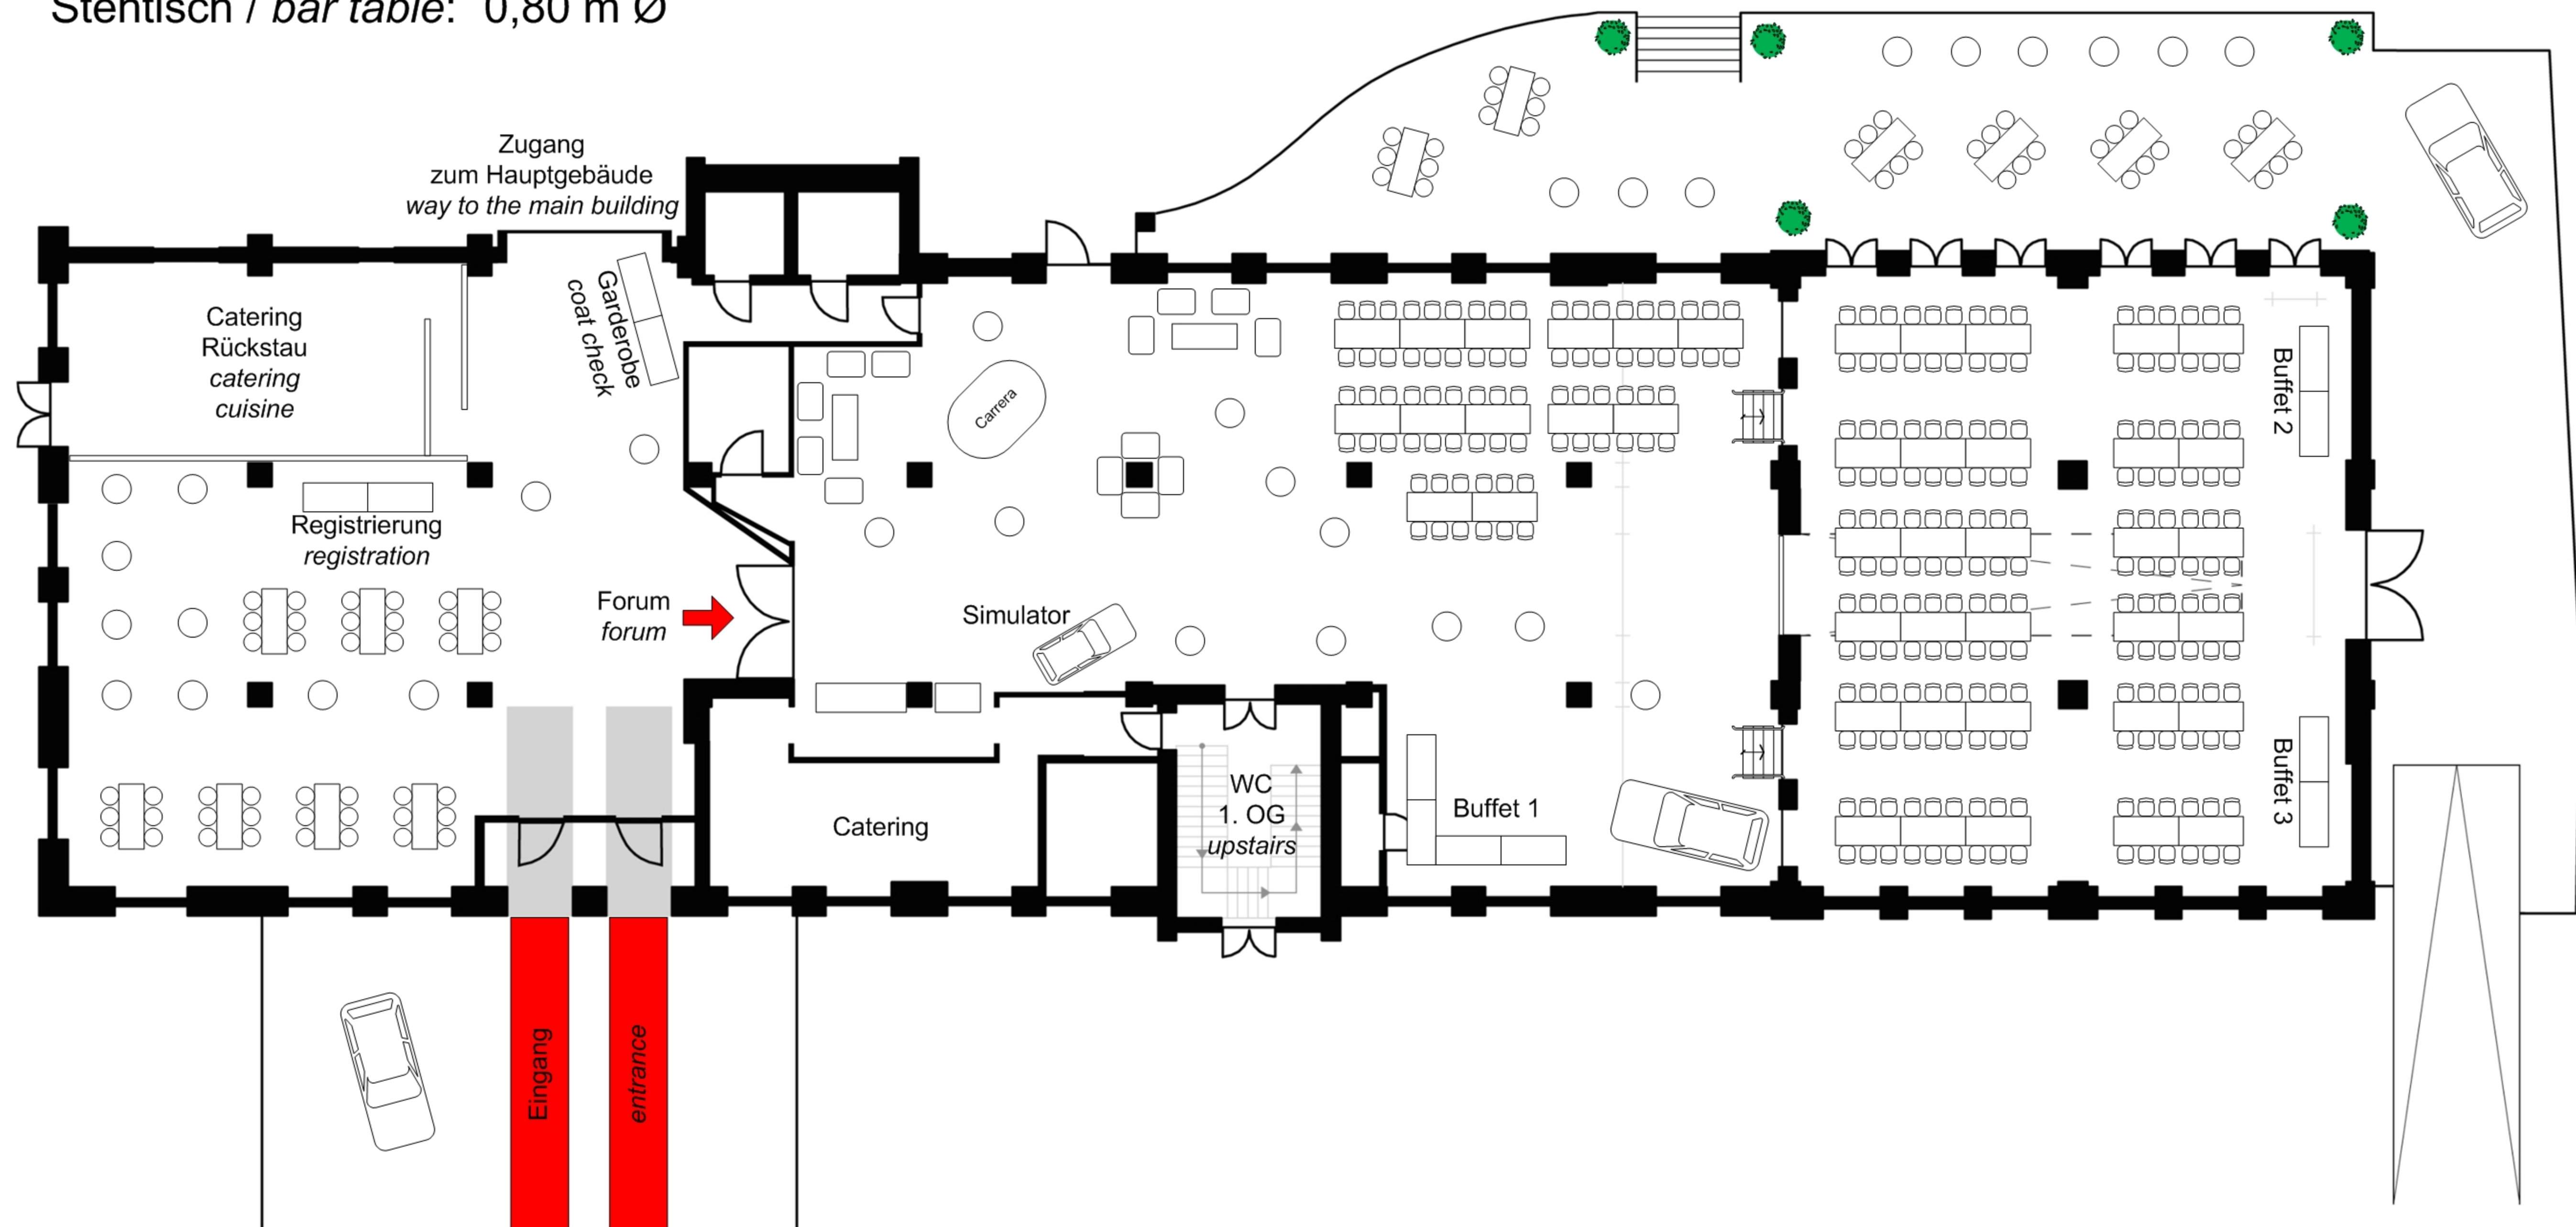 Stehtisch / bar table: 0,80 m Ø
Zugang
zum Hauptgebäude
way to the main building
Catering
Rückstau
catering
cuisine
Garderobe
coat check
Registrierung
registration
Forum
forum
Carrera
Simulator
Catering
WC
1. OG
upstairs
Buffet 1
Buffet 2
Buffet 3
Eingang
entrance